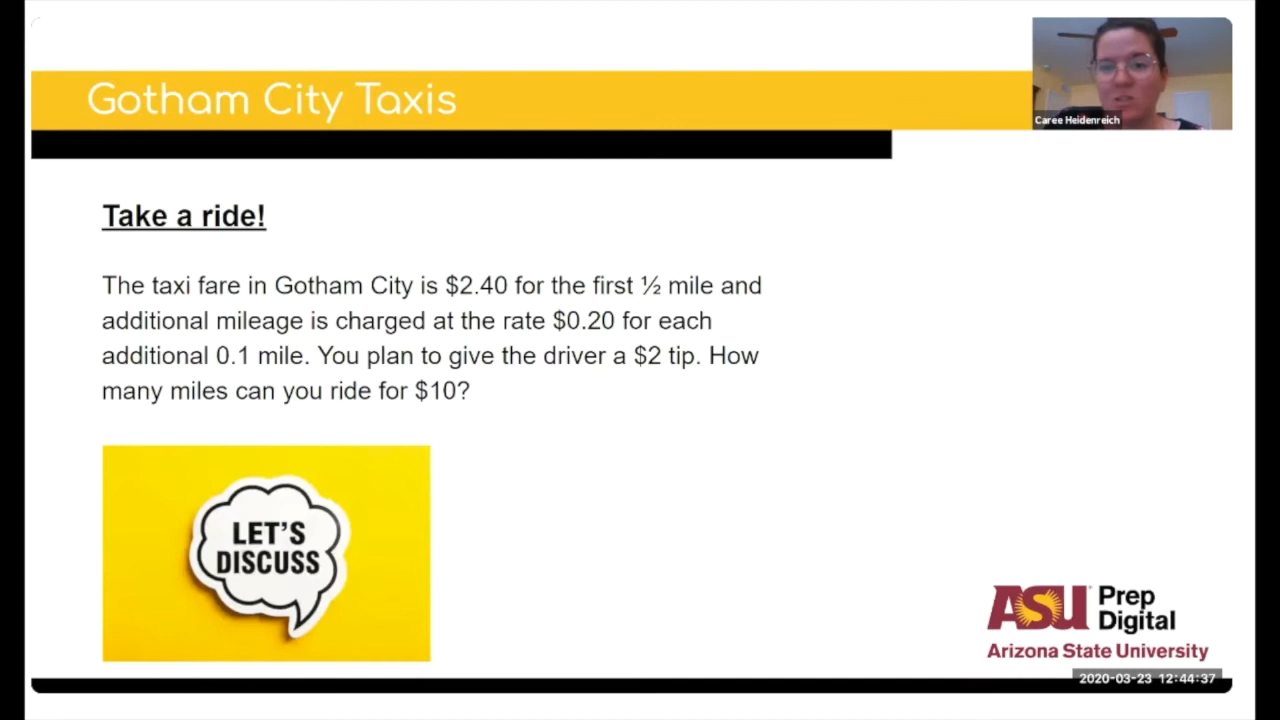 Gotham City Taxis
Caree Heidenreich
Take a ride!
The taxi fare in Gotham City is $2.40 for the first ½ mile and
additional mileage is charged at the rate $0.20 for each
additional 0.1 mile. You plan to give the driver a $2 tip. How
many miles can you ride for $10?
LET'S
DISCUSS
ASU Prep
Digital
Arizona State University
2020-03-23 12:44:37